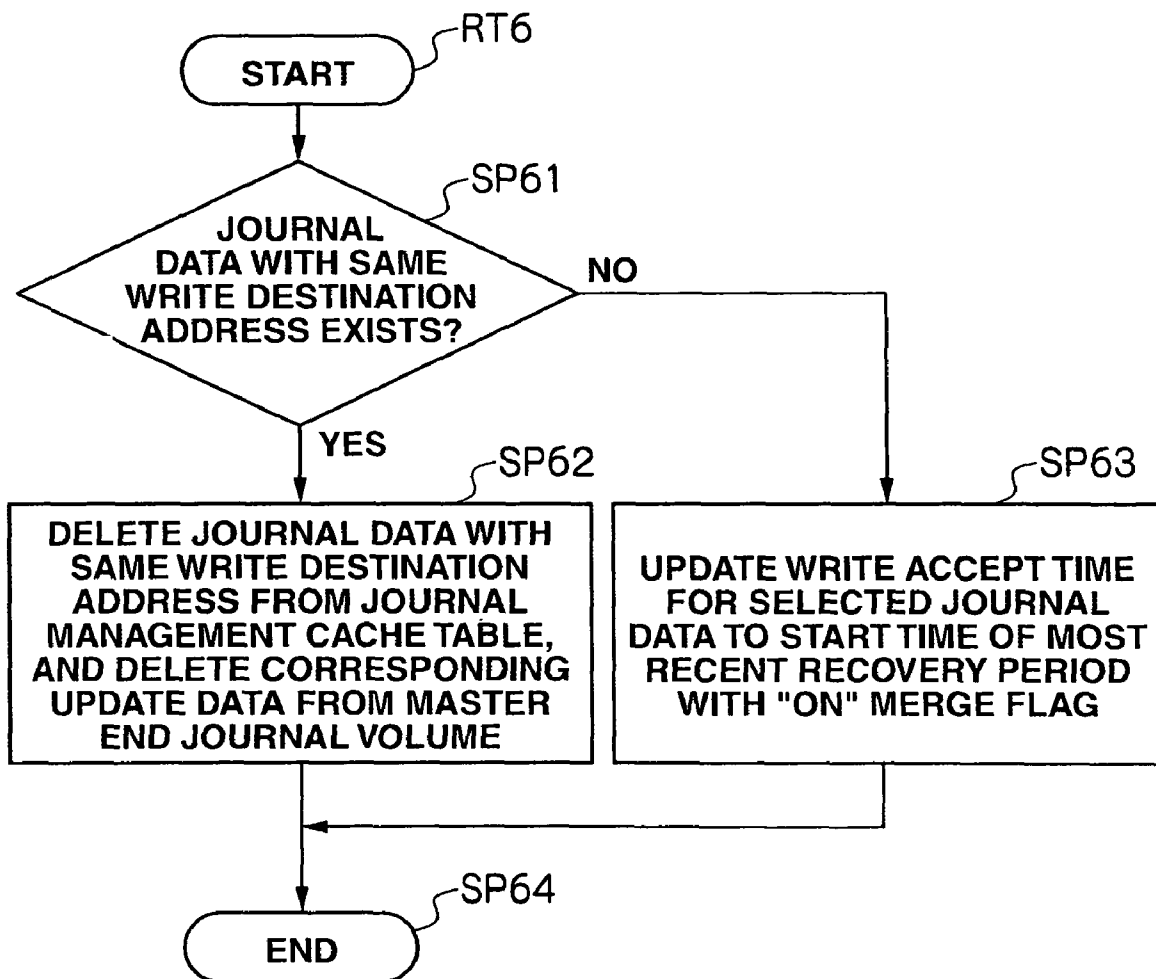 RT6
START
SP61
JOURNAL
DATA WITH SAME
WRITE DESTINATION
ADDRESS EXISTS?
NO
YES
SP62
DELETE JOURNAL DATA WITH
SAME WRITE DESTINATION
ADDRESS FROM JOURNAL
MANAGEMENT CACHE TABLE,
AND DELETE CORRESPONDING
UPDATE DATA FROM MASTER
END JOURNAL VOLUME
SP63
UPDATE WRITE ACCEPT TIME
FOR SELECTED JOURNAL
DATA TO START TIME OF MOST
RECENT RECOVERY PERIOD
WITH "ON" MERGE FLAG
SP64
END